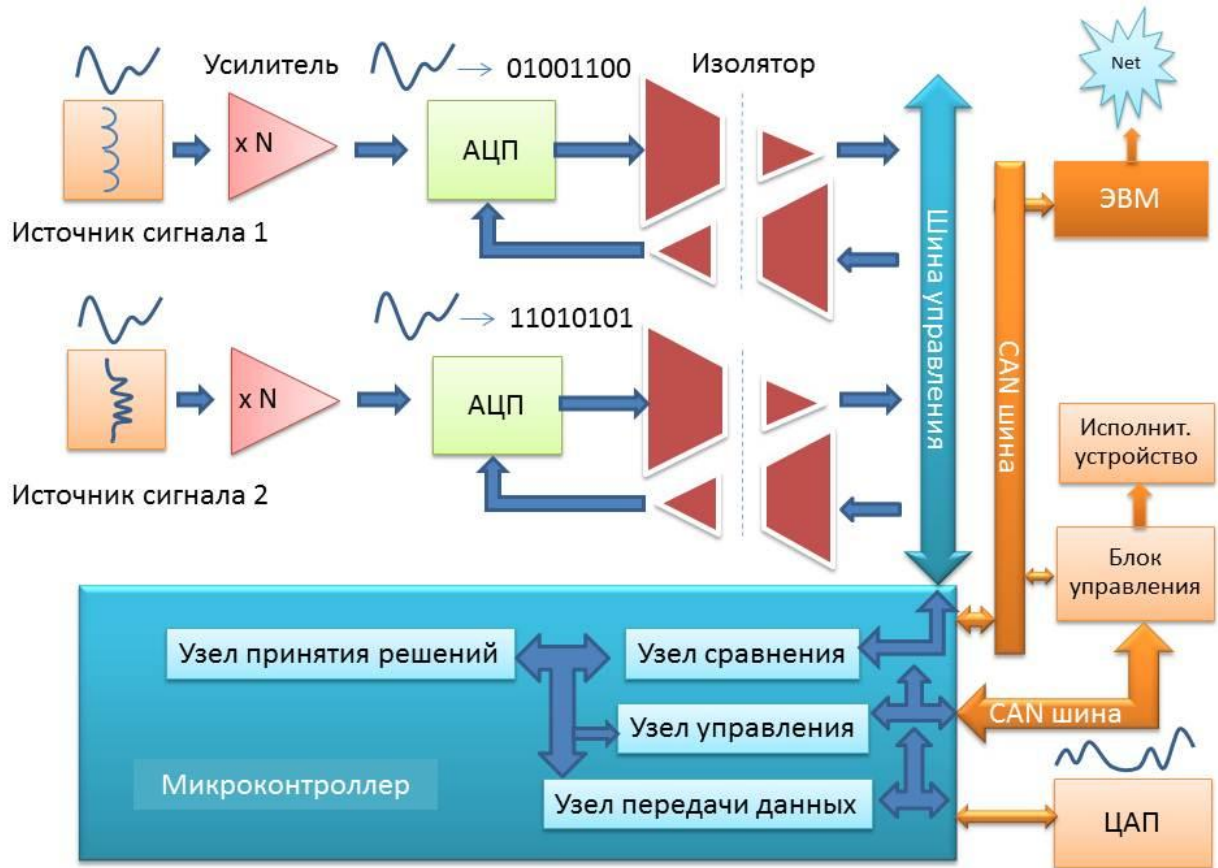 Усилитель
01001100
Изолятор
Net
x N
АЦП
ЭВМ
Источник сигнала 1
Шина управления
CAN шина
11010101
x N
АЦП
Исполнит.
устройство
Источник сигнала 2
Блок
управления
Узел принятия решений
Узел сравнения
Узел управления
CAN шина
Микроконтроллер
Узел передачи данных
ЦАП